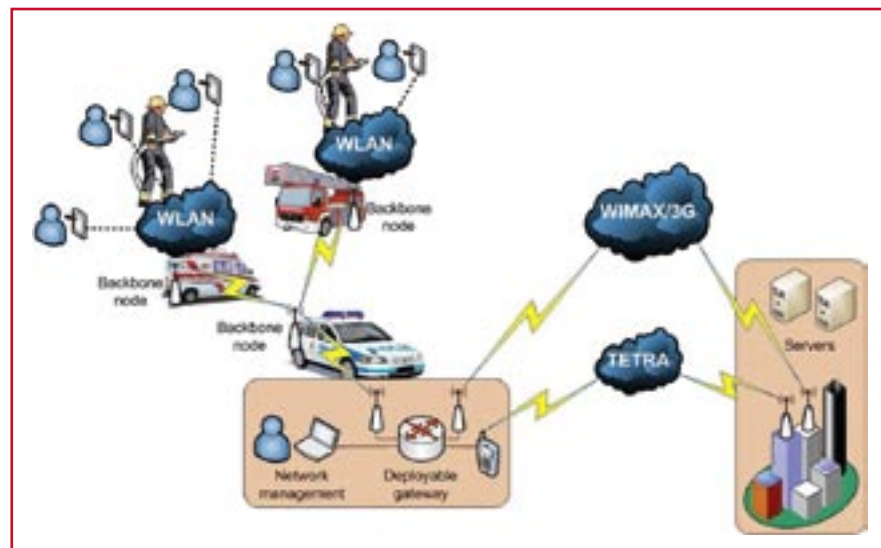 WLAN
Backbone
node
WLAN
Backbone
node
Backbone
node
WIMAX/3G
TETRA
Servers
Network
management
Deployable
gateway